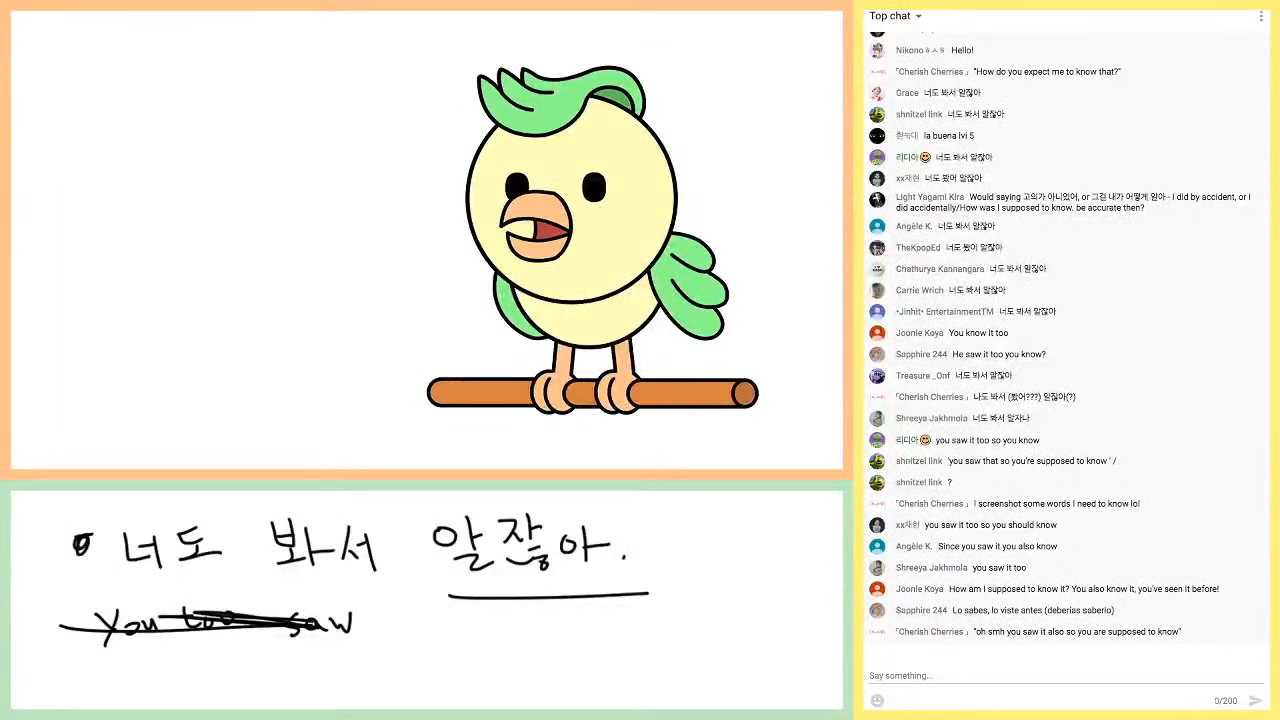 너도 봐서 알잖아.
you too saw
Top chat
Nikonoㅎㅅㅎ Hello!
「Cherish Cherries」 "How do you expect me to know that?"
Grace 너도 봐서 알잖아
shnitzel link 너도 봐서 알잖아
흰늑대 la buena lvi 5
리디아 너도 봐서 알잖아
xx재현 너도 봤어 알잖아
Light Yagami Kira Would saying 고의가 아니었어, or 그걸 내가 어떻게 알아 - I did by accident, or I
did accidentally/How was I supposed to know. be accurate then?
Angèle K. 너도 봐서 알잖아
TheKpopEd 너도 봤이 알잖아
Chathurya Kannangara 너도 봐서 알잖아
Carrie Wrich 너도 봐서 알잖아
•Jinhit• EntertainmentTM 너도 봐서 알잖아
Joonie Koya You know it too
Sapphire 244 He saw it too you know?
Treasure _Onf 너도 봐서 알잖아
「Cherish Cherries」 나도 봐서 (봤어???) 알잖아(?)
Shreeya Jakhmola 너도 봐서 알자나
리디아 you saw it too so you know
shnitzel link 'you saw that so you're supposed to know ' /
shnitzel link ?
「Cherish Cherries」 I screenshot some words I need to know lol
xx재현 you saw it too so you should know
Angèle K. Since you saw it you also know
Shreeya Jakhmola you saw it too
Joonie Koya How am I supposed to know it? You also know it, you've seen It before!
Sapphire 244 Lo sabes, lo viste antes (deberías saberlo)
「Cherish Cherries」 "oh smh you saw it also so you are supposed to know"
Say something...
0/200